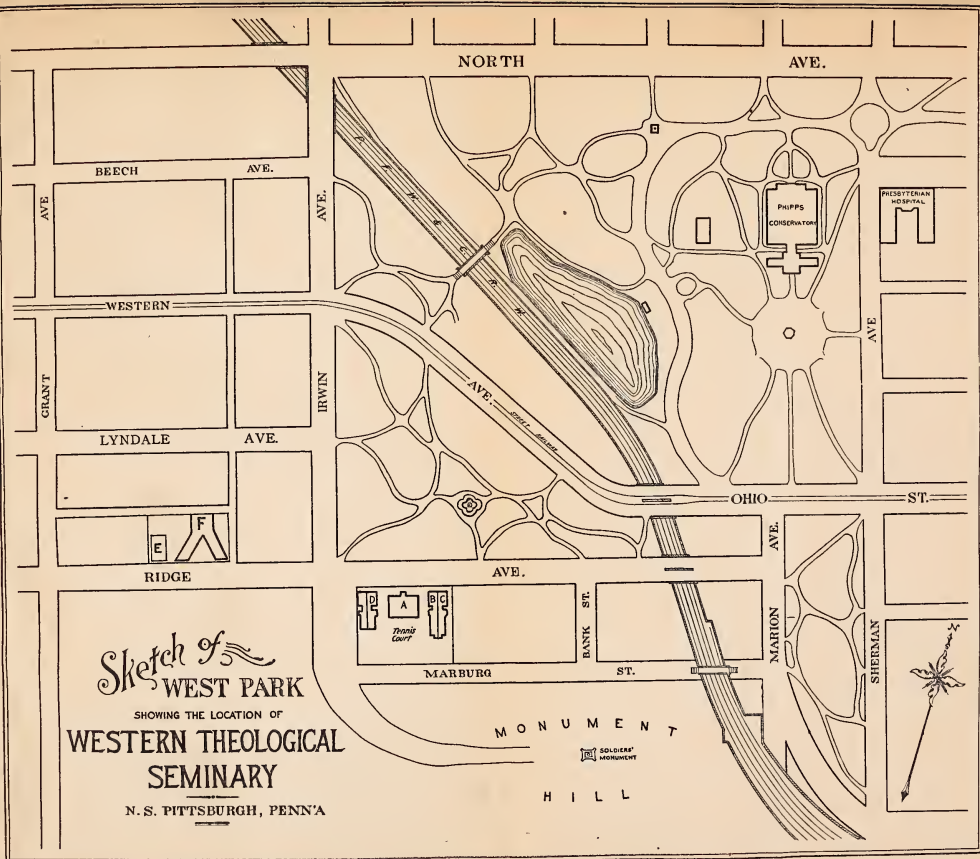 NORTH AVE.
BEECH AVE.
AVE
AVE.
PRESBYTERIAN
HOSPITAL
PHIPPS
CONSERVATORY
WESTERN
AVE.
STREET RAILWAY
GRANT
IRWIN
AVE
LYNDALE AVE.
OHIO ST.
E
F
RIDGE AVE.
AVE.
MARION
SHERMAN
BANK ST.
D
A
B C
Tennis
Court
MARBURG ST.
N
Sketch of
WEST PARK
SHOWING THE LOCATION OF
WESTERN THEOLOGICAL
SEMINARY
N. S. PITTSBURGH, PENN'A
MONUMENT
SOLDIERS'
MONUMENT
HILL